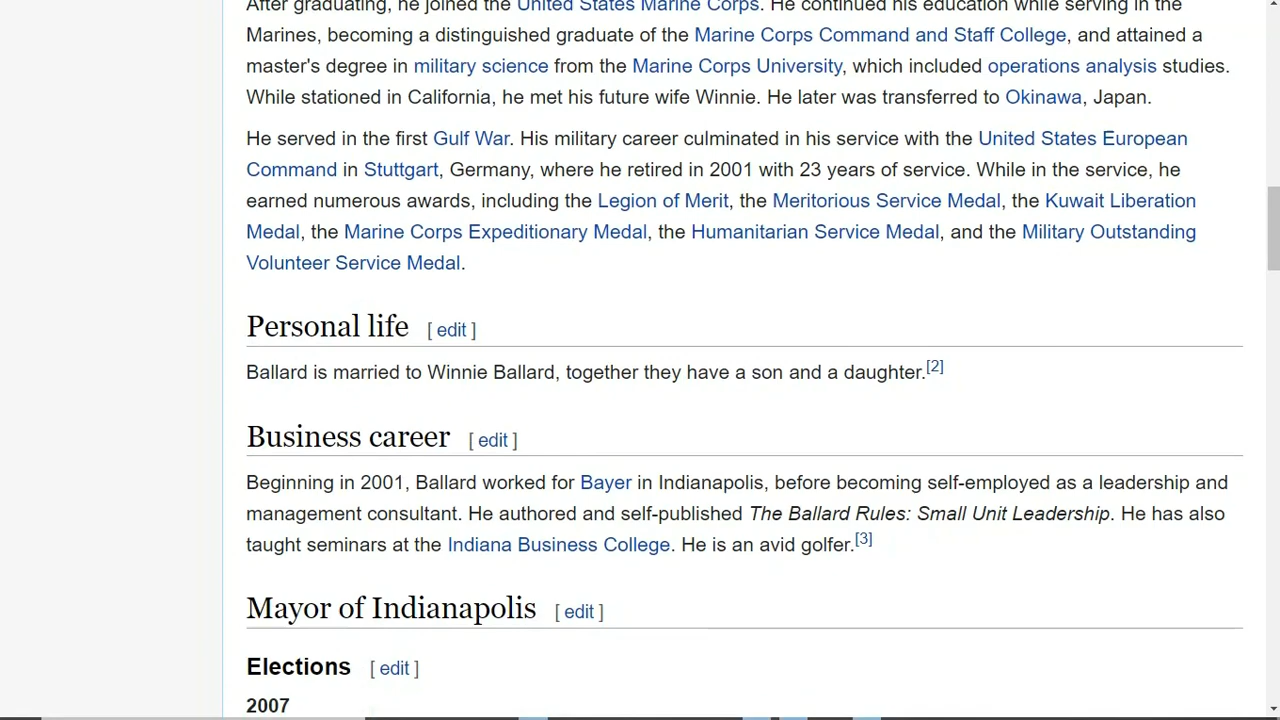 After graduating, he joined the United States Marine Corps. He continued his education while serving in the
Marines, becoming a distinguished graduate of the Marine Corps Command and Staff College, and attained a
master's degree in military science from the Marine Corps University, which included operations analysis studies.
While stationed in California, he met his future wife Winnie. He later was transferred to Okinawa, Japan.
He served in the first Gulf War. His military career culminated in his service with the United States European
Command in Stuttgart, Germany, where he retired in 2001 with 23 years of service. While in the service, he
earned numerous awards, including the Legion of Merit, the Meritorious Service Medal, the Kuwait Liberation
Medal, the Marine Corps Expeditionary Medal, the Humanitarian Service Medal, and the Military Outstanding
Volunteer Service Medal.
Personal life [ edit ]
Ballard is married to Winnie Ballard, together they have a son and a daughter.[2]
Business career [ edit ]
Beginning in 2001, Ballard worked for Bayer in Indianapolis, before becoming self-employed as a leadership and
management consultant. He authored and self-published The Ballard Rules: Small Unit Leadership. He has also
taught seminars at the Indiana Business College. He is an avid golfer.[3]
Mayor of Indianapolis [ edit ]
Elections [ edit ]
2007